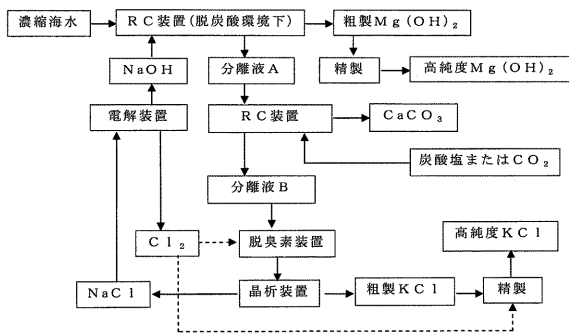 濃縮海水
RC装置(脱炭酸環境下)
粗製Mg(OH)₂
NaOH
分離液A
精製
高純度Mg(OH)₂
電解装置
RC装置
CaCO₃
炭酸塩またはCO₂
分離液B
Cl₂
脱臭素装置
高純度KCl
NaCl
晶析装置
粗製KCl
精製